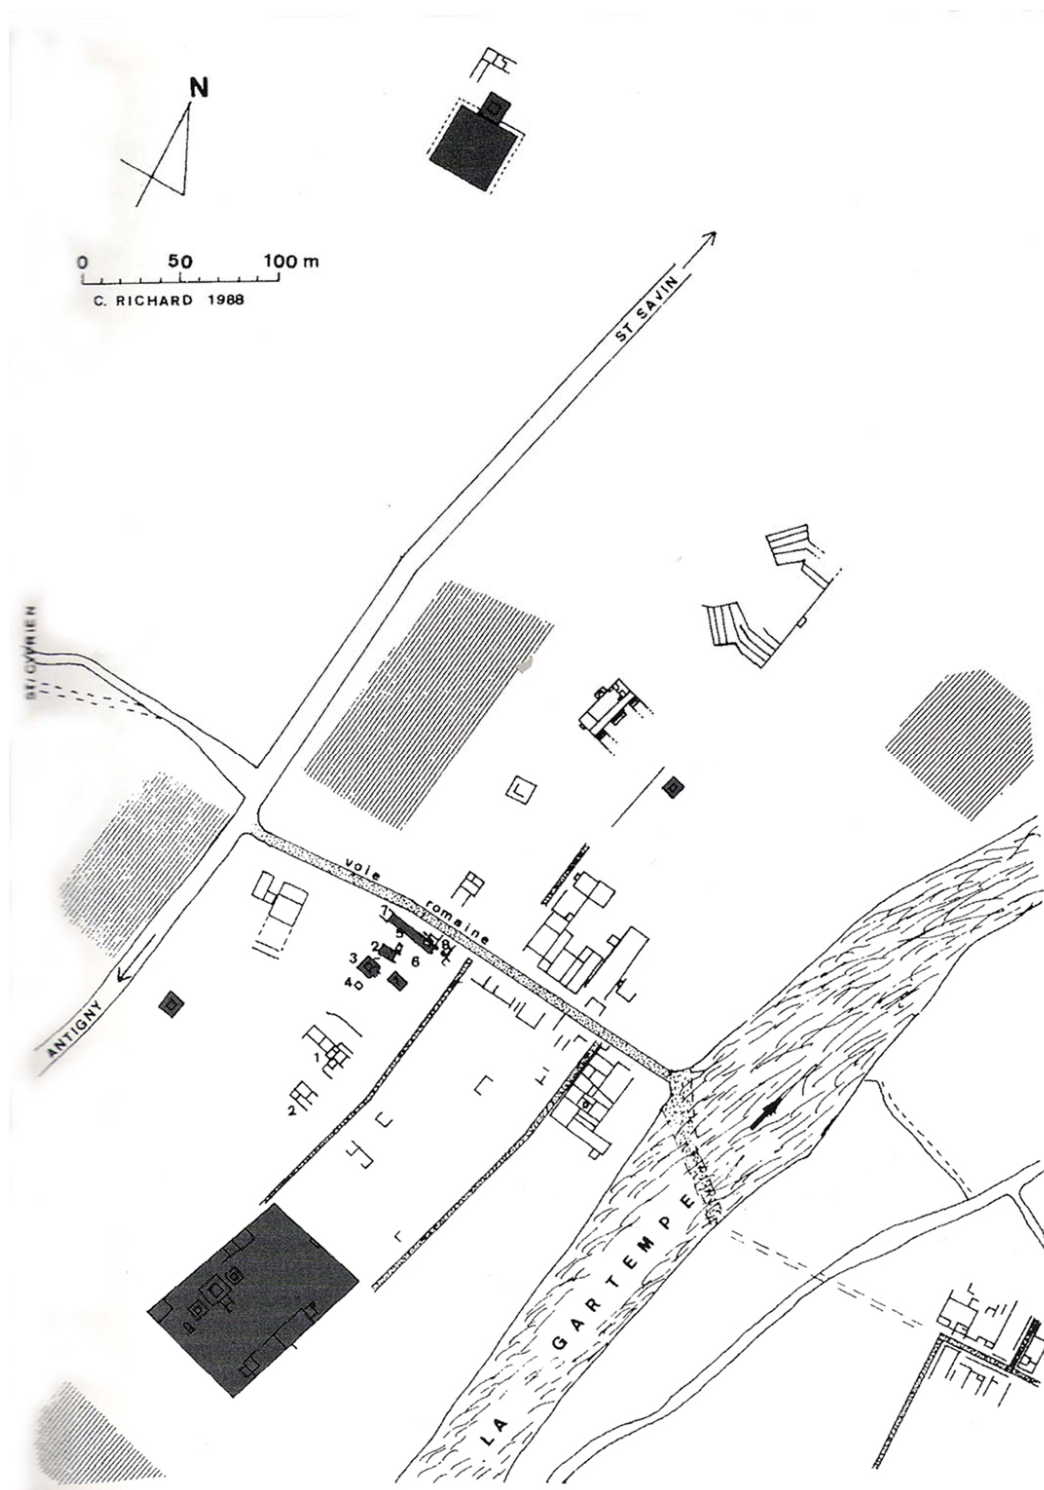 N
0 50 100 m
C. RICHARD 1988
ST SAVIN
ST/CYPRIEN
voie
romaine
7
5
8
2
6
3
4
ANTIGNY
1
2
LA GARTEMPE